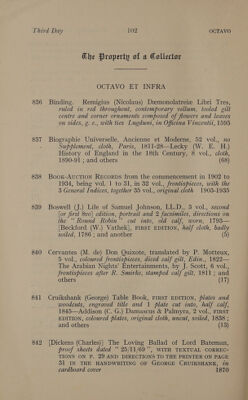 Third Day 102 OCTAVO
The Property of a Collector
OCTAVO ET INFRA
836 Binding. Remigius (Nicolaus) Dæmonolatreiæ Libri Tres,
ruled in red throughout, contemporary vellum, tooled gilt
centre and corner ornaments composed of flowers and leaves
on sides, g. e., with ties Lugduni, in Officina Vincentii, 1595
837 Biographie Universelle, Ancienne et Moderne, 52 vol., no
Supplement, cloth, Paris, 1811-28—Lecky (W. E. H.)
History of England in the 18th Century, 8 vol., cloth,
1890-91; and others (68)
838 BOOK-AUCTION RECORDS from the commencement in 1902 to
1934, being vol. 1 to 31, in 32 vol., frontispieces, with the
3 General Indices, together 35 vol., original cloth 1903-1935
839 Boswell (J.) Life of Samuel Johnson, LL.D., 3 vol., second
(or first 8vo) edition, portrait and 2 facsimiles, directions on
the "Round Robin" cut into, old calf, worn, 1793—
[Beckford (W.) Vathek], FIRST EDITION, half cloth, badly
soiled, 1786; and another (5)
840 Cervantes (M. de) Don Quixote, translated by P. Motteux,
5 vol., coloured frontispieces, diced calf gilt, Edin., 1822—
The Arabian Nights Entertainments, by J. Scott, 6 vol.,
frontispieces after R. Smirke, stamped calf gilt, 1811; and
others (17)
841 Cruikshank (George) Table Book, FIRST EDITION, plates and
woodcuts, engraved title and 1 plate cut into, half calf,
1845—Addison (C. G.) Damascus & Palmyra, 2 vol., FIRST
EDITION, coloured plates, original cloth, uncut, soiled, 1838;
and others (13)
842 [Dickens (Charles)] The Loving Ballad of Lord Bateman,
proof sheets dated "25/11/69" WITH TEXTUAL CORREC-
TIONS ON P. 29 AND DIRECTIONS TO THE PRINTER ON PAGE
31 IN THE HANDWRITING OF GEORGE CRUIKSHANK, in
cardboard cover 1870